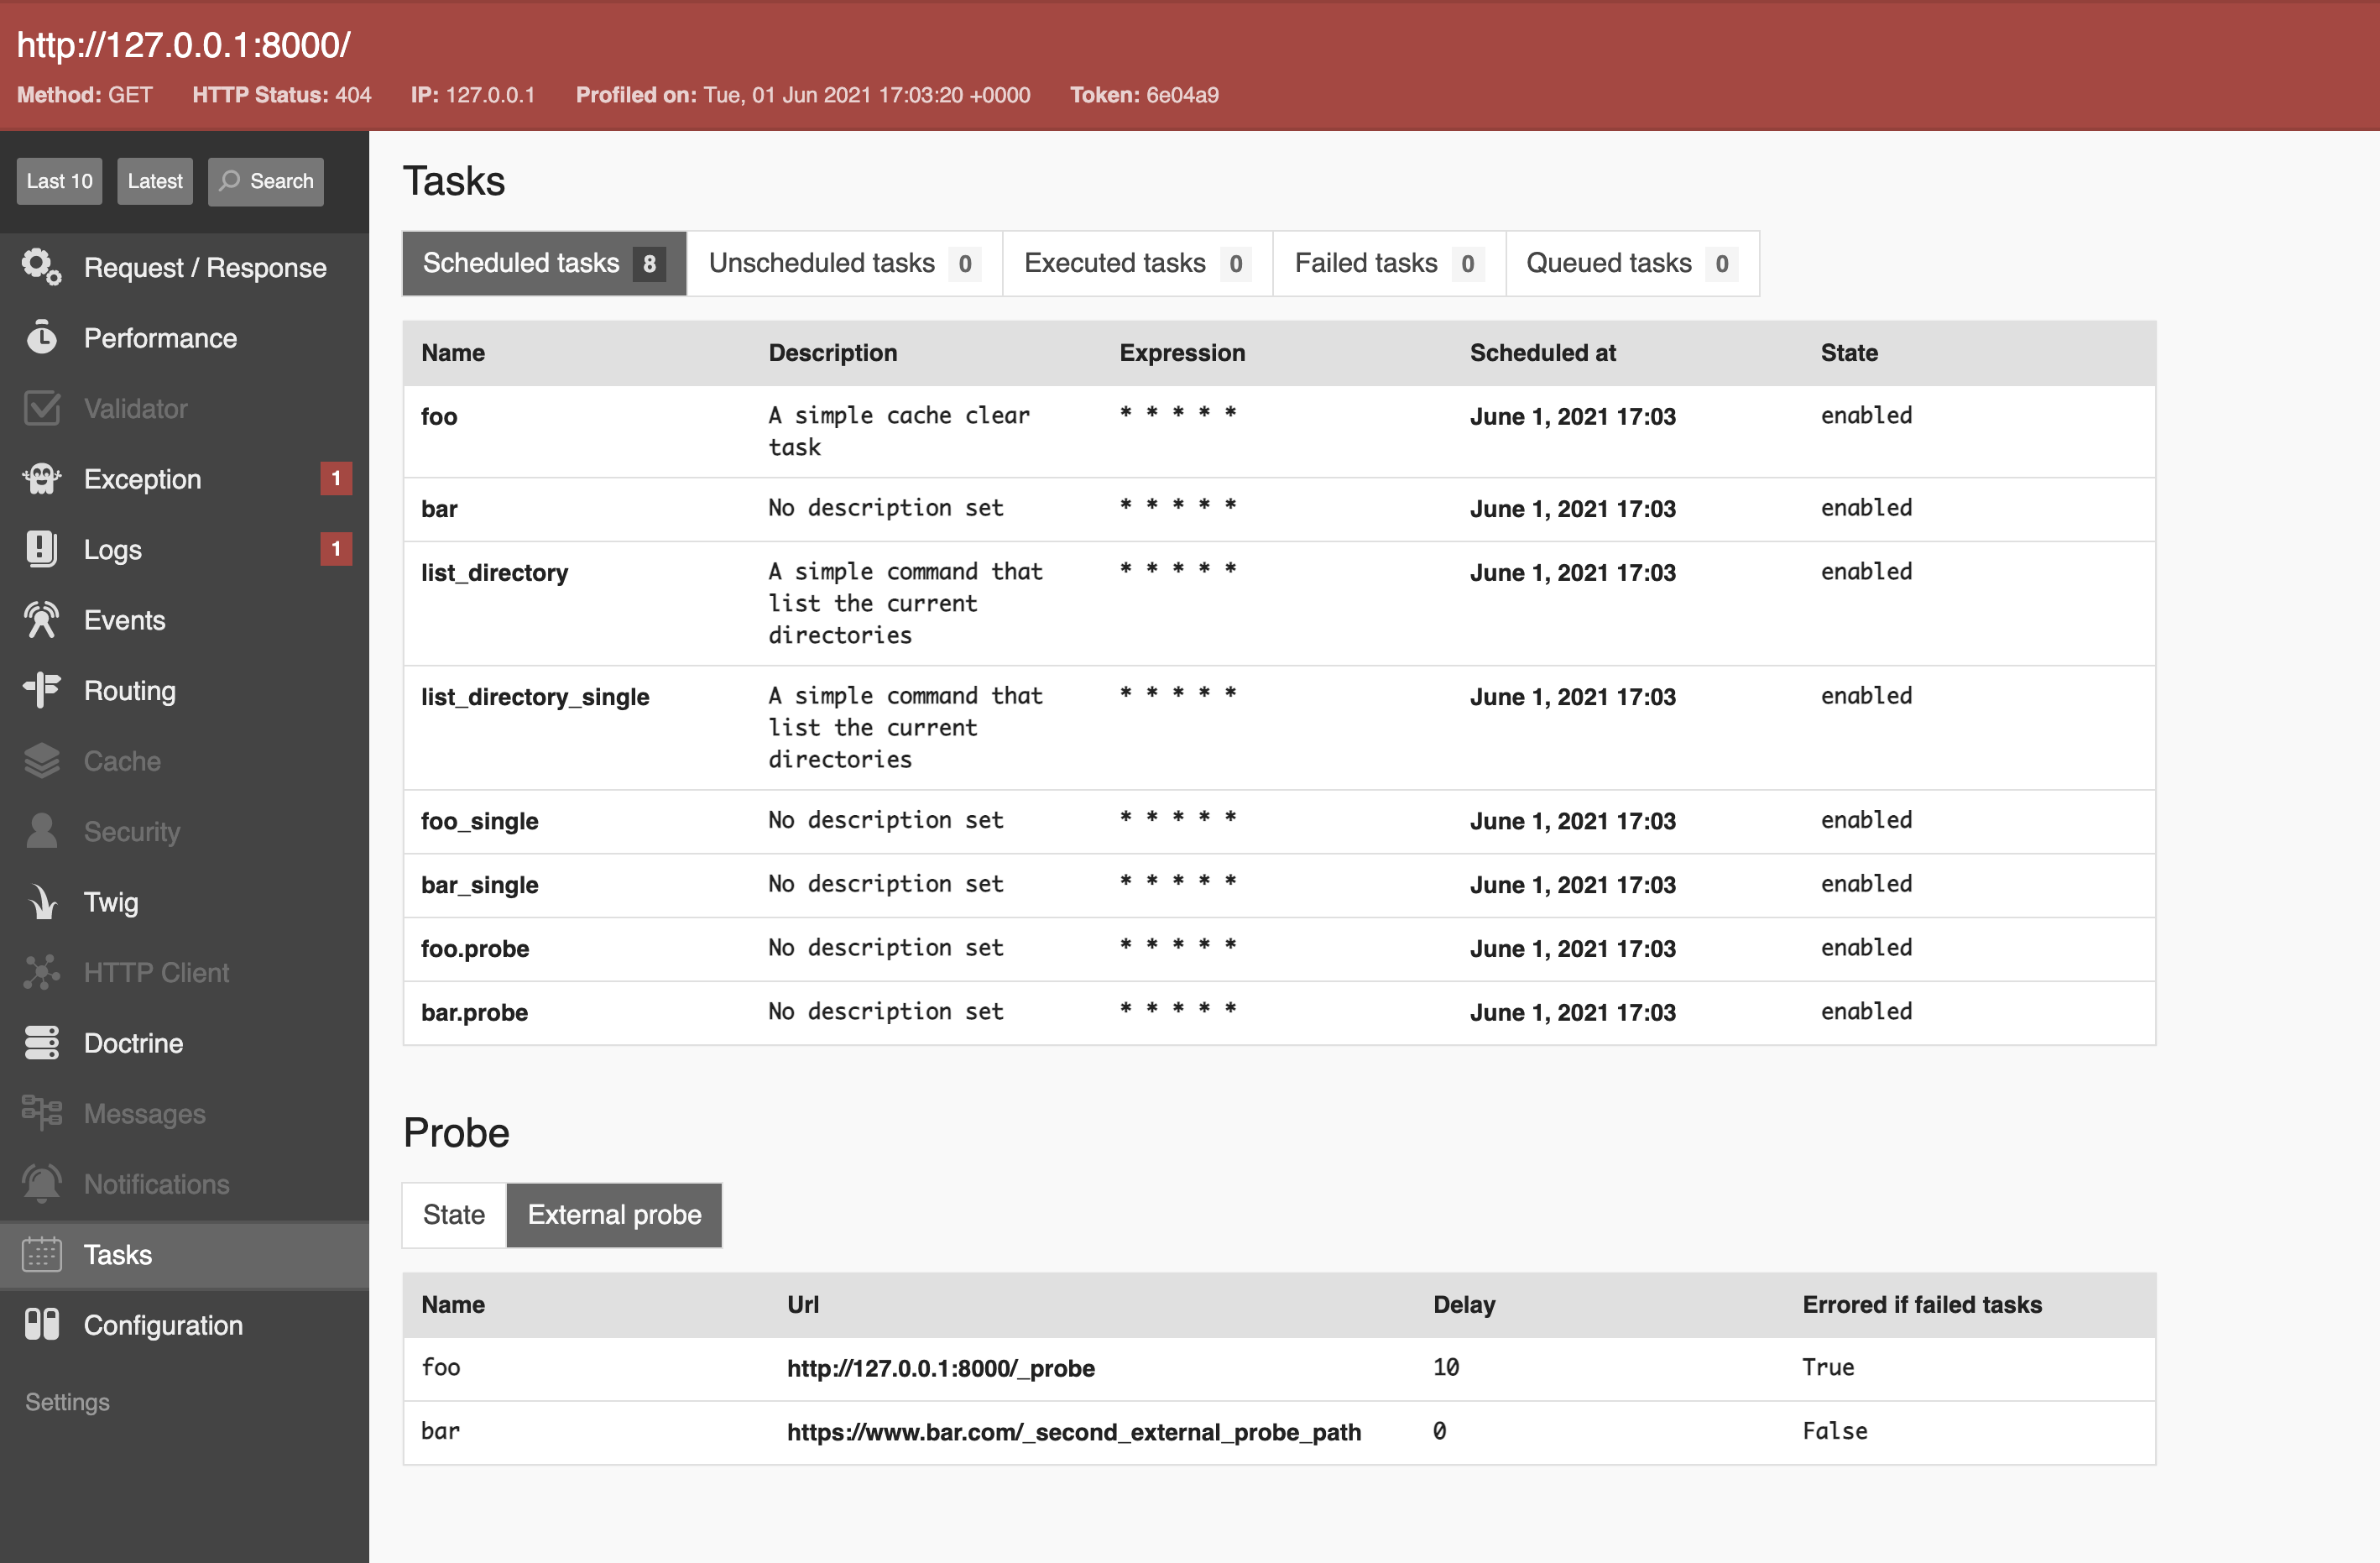 http://127.0.0.1:8000/
Method: GET HTTP Status: 404 IP: 127.0.0.1 Profiled on: Tue, 01 Jun 2021 17:03:20 +0000 Token: 6e04a9
Last 10 Latest Search
Request / Response
Performance
Validator
Exception 1
Logs 1
Events
Routing
Cache
Security
Twig
HTTP Client
Doctrine
Messages
Notifications
Tasks
Configuration
Settings
Tasks
Scheduled tasks 8 Unscheduled tasks 0 Executed tasks 0 Failed tasks 0 Queued tasks 0
Name Description Expression Scheduled at State
foo A simple cache clear * * * * * June 1, 2021 17:03 enabled
task
bar No description set * * * * * June 1, 2021 17:03 enabled
list_directory A simple command that * * * * * June 1, 2021 17:03 enabled
list the current
directories
list_directory_single A simple command that * * * * * June 1, 2021 17:03 enabled
list the current
directories
foo_single No description set * * * * * June 1, 2021 17:03 enabled
bar_single No description set * * * * * June 1, 2021 17:03 enabled
foo.probe No description set * * * * * June 1, 2021 17:03 enabled
bar.probe No description set * * * * * June 1, 2021 17:03 enabled
Probe
State External probe
Name Url Delay Errored if failed tasks
foo http://127.0.0.1:8000/_probe 10 True
bar https://www.bar.com/_second_external_probe_path 0 False